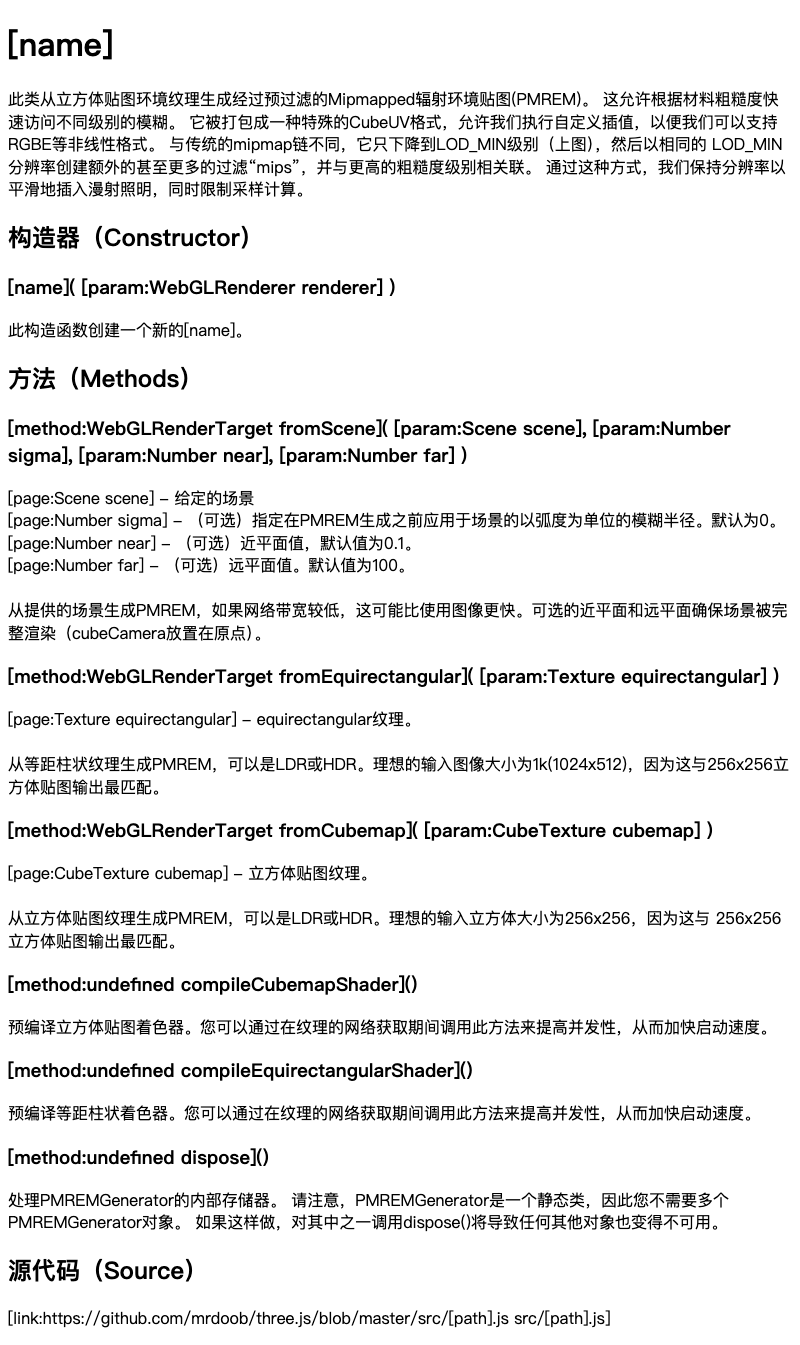 [name]
此类从立方体贴图环境纹理生成经过预过滤的Mipmapped辐射环境贴图(PMREM)。 这允许根据材料粗糙度快
速访问不同级别的模糊。 它被打包成一种特殊的CubeUV格式，允许我们执行自定义插值，以便我们可以支持
RGBE等非线性格式。 与传统的mipmap链不同，它只下降到LOD_MIN级别（上图），然后以相同的 LOD_MIN
分辨率创建额外的甚至更多的过滤“mips”，并与更高的粗糙度级别相关联。 通过这种方式，我们保持分辨率以
平滑地插入漫射照明，同时限制采样计算。
构造器（Constructor）
[name]( [param:WebGLRenderer renderer] )
此构造函数创建一个新的[name]。
方法（Methods）
[method:WebGLRenderTarget fromScene]( [param:Scene scene], [param:Number
sigma], [param:Number near], [param:Number far] )
[page:Scene scene] - 给定的场景
[page:Number sigma] - （可选）指定在PMREM生成之前应用于场景的以弧度为单位的模糊半径。默认为0。
[page:Number near] - （可选）近平面值，默认值为0.1。
[page:Number far] - （可选）远平面值。默认值为100。
从提供的场景生成PMREM，如果网络带宽较低，这可能比使用图像更快。可选的近平面和远平面确保场景被完
整渲染（cubeCamera放置在原点）。
[method:WebGLRenderTarget fromEquirectangular]( [param:Texture equirectangular] )
[page:Texture equirectangular] - equirectangular纹理。
从等距柱状纹理生成PMREM，可以是LDR或HDR。理想的输入图像大小为1k(1024x512)，因为这与256x256立
方体贴图输出最匹配。
[method:WebGLRenderTarget fromCubemap]( [param:CubeTexture cubemap] )
[page:CubeTexture cubemap] - 立方体贴图纹理。
从立方体贴图纹理生成PMREM，可以是LDR或HDR。理想的输入立方体大小为256x256，因为这与 256x256
立方体贴图输出最匹配。
[method:undefined compileCubemapShader]()
预编译立方体贴图着色器。您可以通过在纹理的网络获取期间调用此方法来提高并发性，从而加快启动速度。
[method:undefined compileEquirectangularShader]()
预编译等距柱状着色器。您可以通过在纹理的网络获取期间调用此方法来提高并发性，从而加快启动速度。
[method:undefined dispose]()
处理PMREMGenerator的内部存储器。 请注意，PMREMGenerator是一个静态类，因此您不需要多个
PMREMGenerator对象。 如果这样做，对其中之一调用dispose()将导致任何其他对象也变得不可用。
源代码（Source）
[link:https://github.com/mrdoob/three.js/blob/master/src/[path].js src/[path].js]